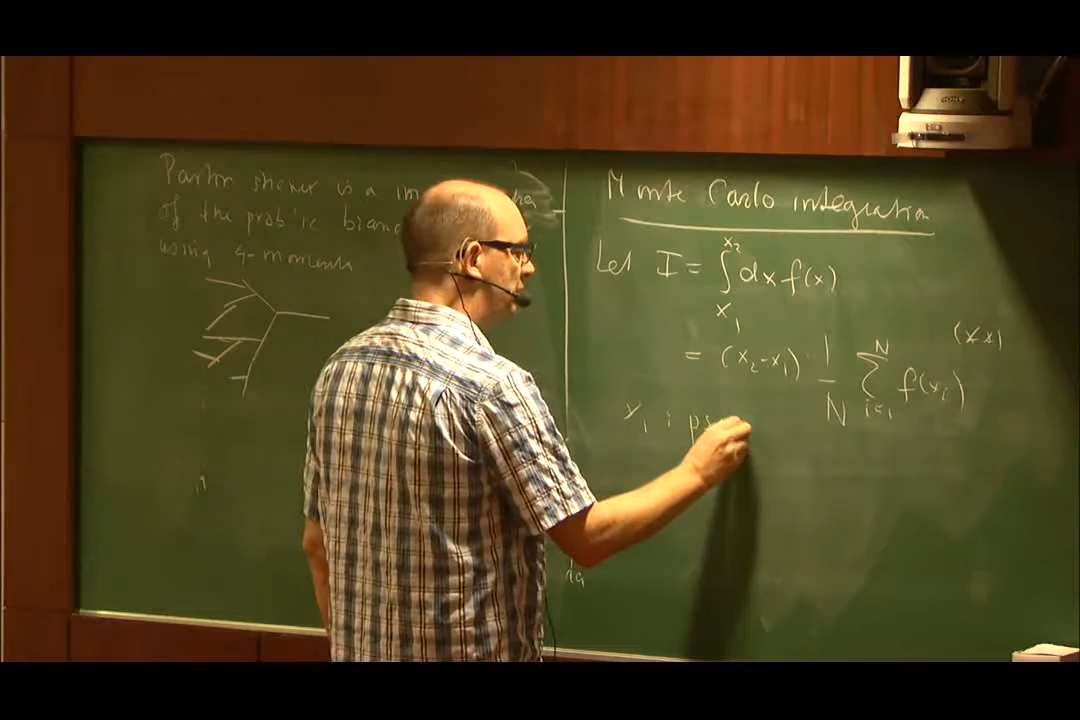 Parton shower is a
of the prob'ic
using 4-momenta
Monte Carlo integration
Let I = ∫ x₁ x₂ dx f(x)
= (x₂-x₁) 1/N Σ i=1 N f(xᵢ) (**)
xᵢ : ps
SONY